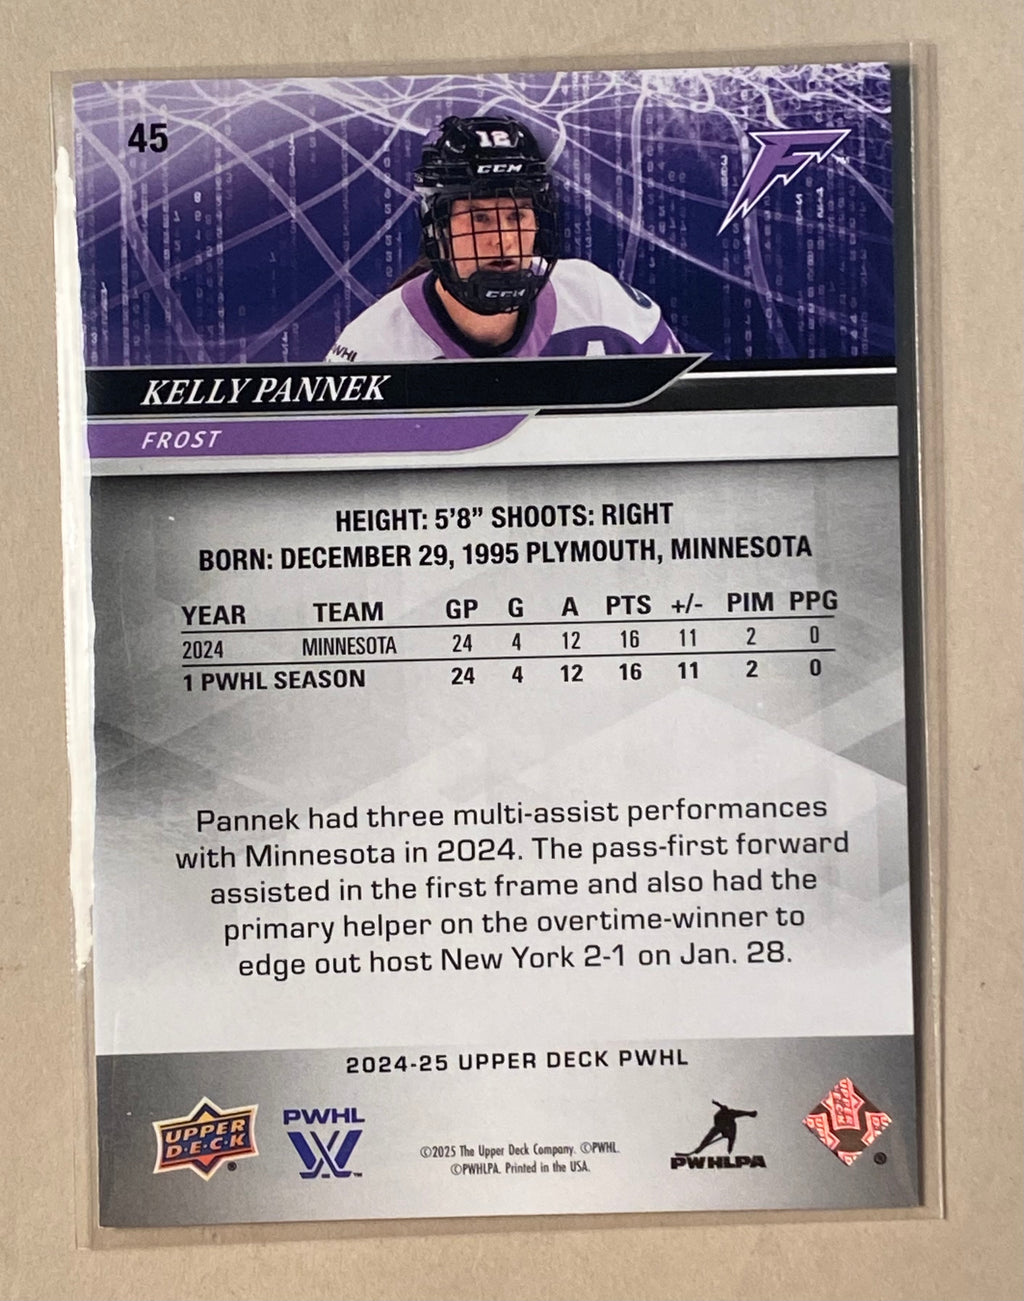 45
12
CCM
CCM
F
A
KELLY PANNEK
FROST
HEIGHT: 5'8" SHOOTS: RIGHT
BORN: DECEMBER 29, 1995 PLYMOUTH, MINNESOTA
YEAR TEAM GP G A PTS +/- PIM PPG
2024 MINNESOTA 24 4 12 16 11 2 0
1 PWHL SEASON 24 4 12 16 11 2 0
Pannek had three multi-assist performances
with Minnesota in 2024. The pass-first forward
assisted in the first frame and also had the
primary helper on the overtime-winner to
edge out host New York 2-1 on Jan. 28.
2024-25 UPPER DECK PWHL
UPPER
D·E·C·K ®
PWHL
©2025 The Upper Deck Company. ©PWHL.
©PWHLPA. Printed in the USA.
PWHLPA